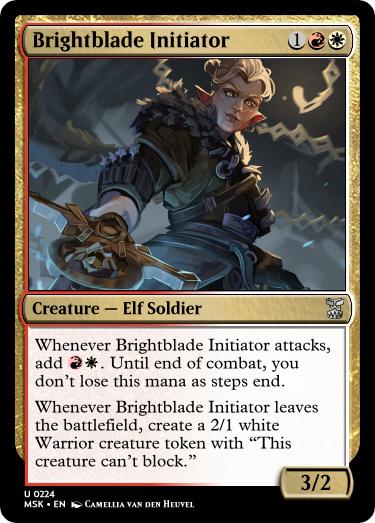 Brightblade Initiator 1
Creature — Elf Soldier
Whenever Brightblade Initiator attacks,
add . Until end of combat, you
don't lose this mana as steps end.
Whenever Brightblade Initiator leaves
the battlefield, create a 2/1 white
Warrior creature token with “This
creature can't block.”
3/2
U 0224
MSK • EN Camellia van den Heuvel